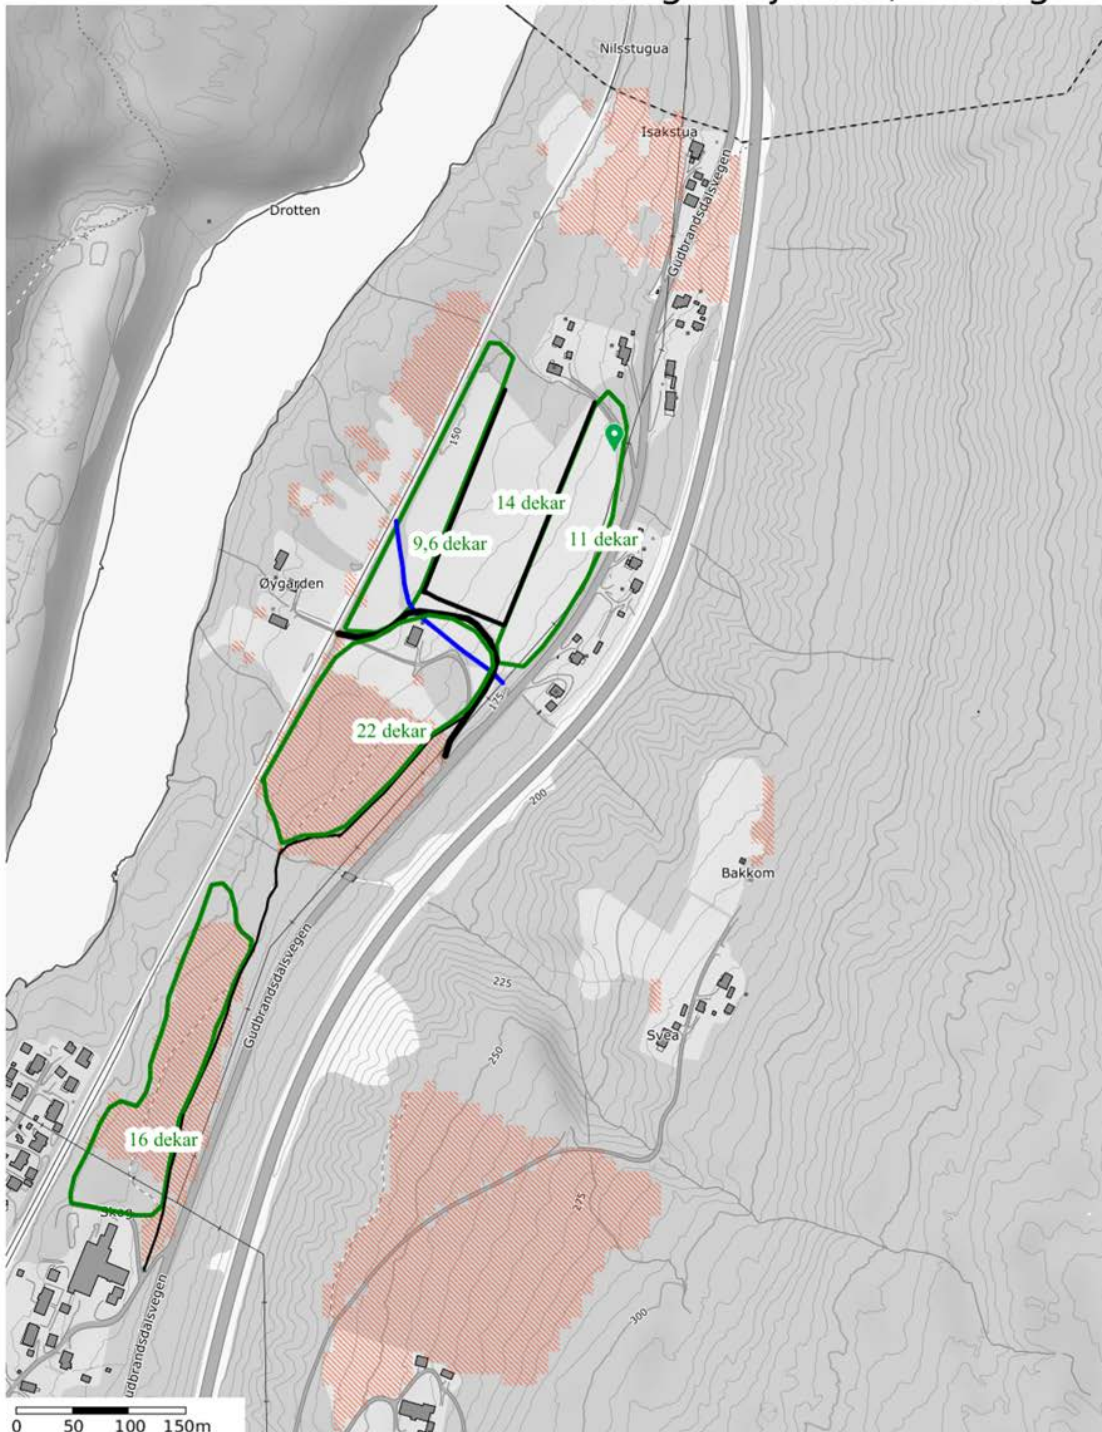 Nilsstugua
Isakstua
Gudbrandsdalsvegen
Drotten
150
14 dekar
9,6 dekar
11 dekar
Øygarden
175
22 dekar
200
Bakkom
225
Gudbrandsdalsvegen
Svea
250
16 dekar
275
Skog
300
udbrandsdalsvegen
0 50 100 150m